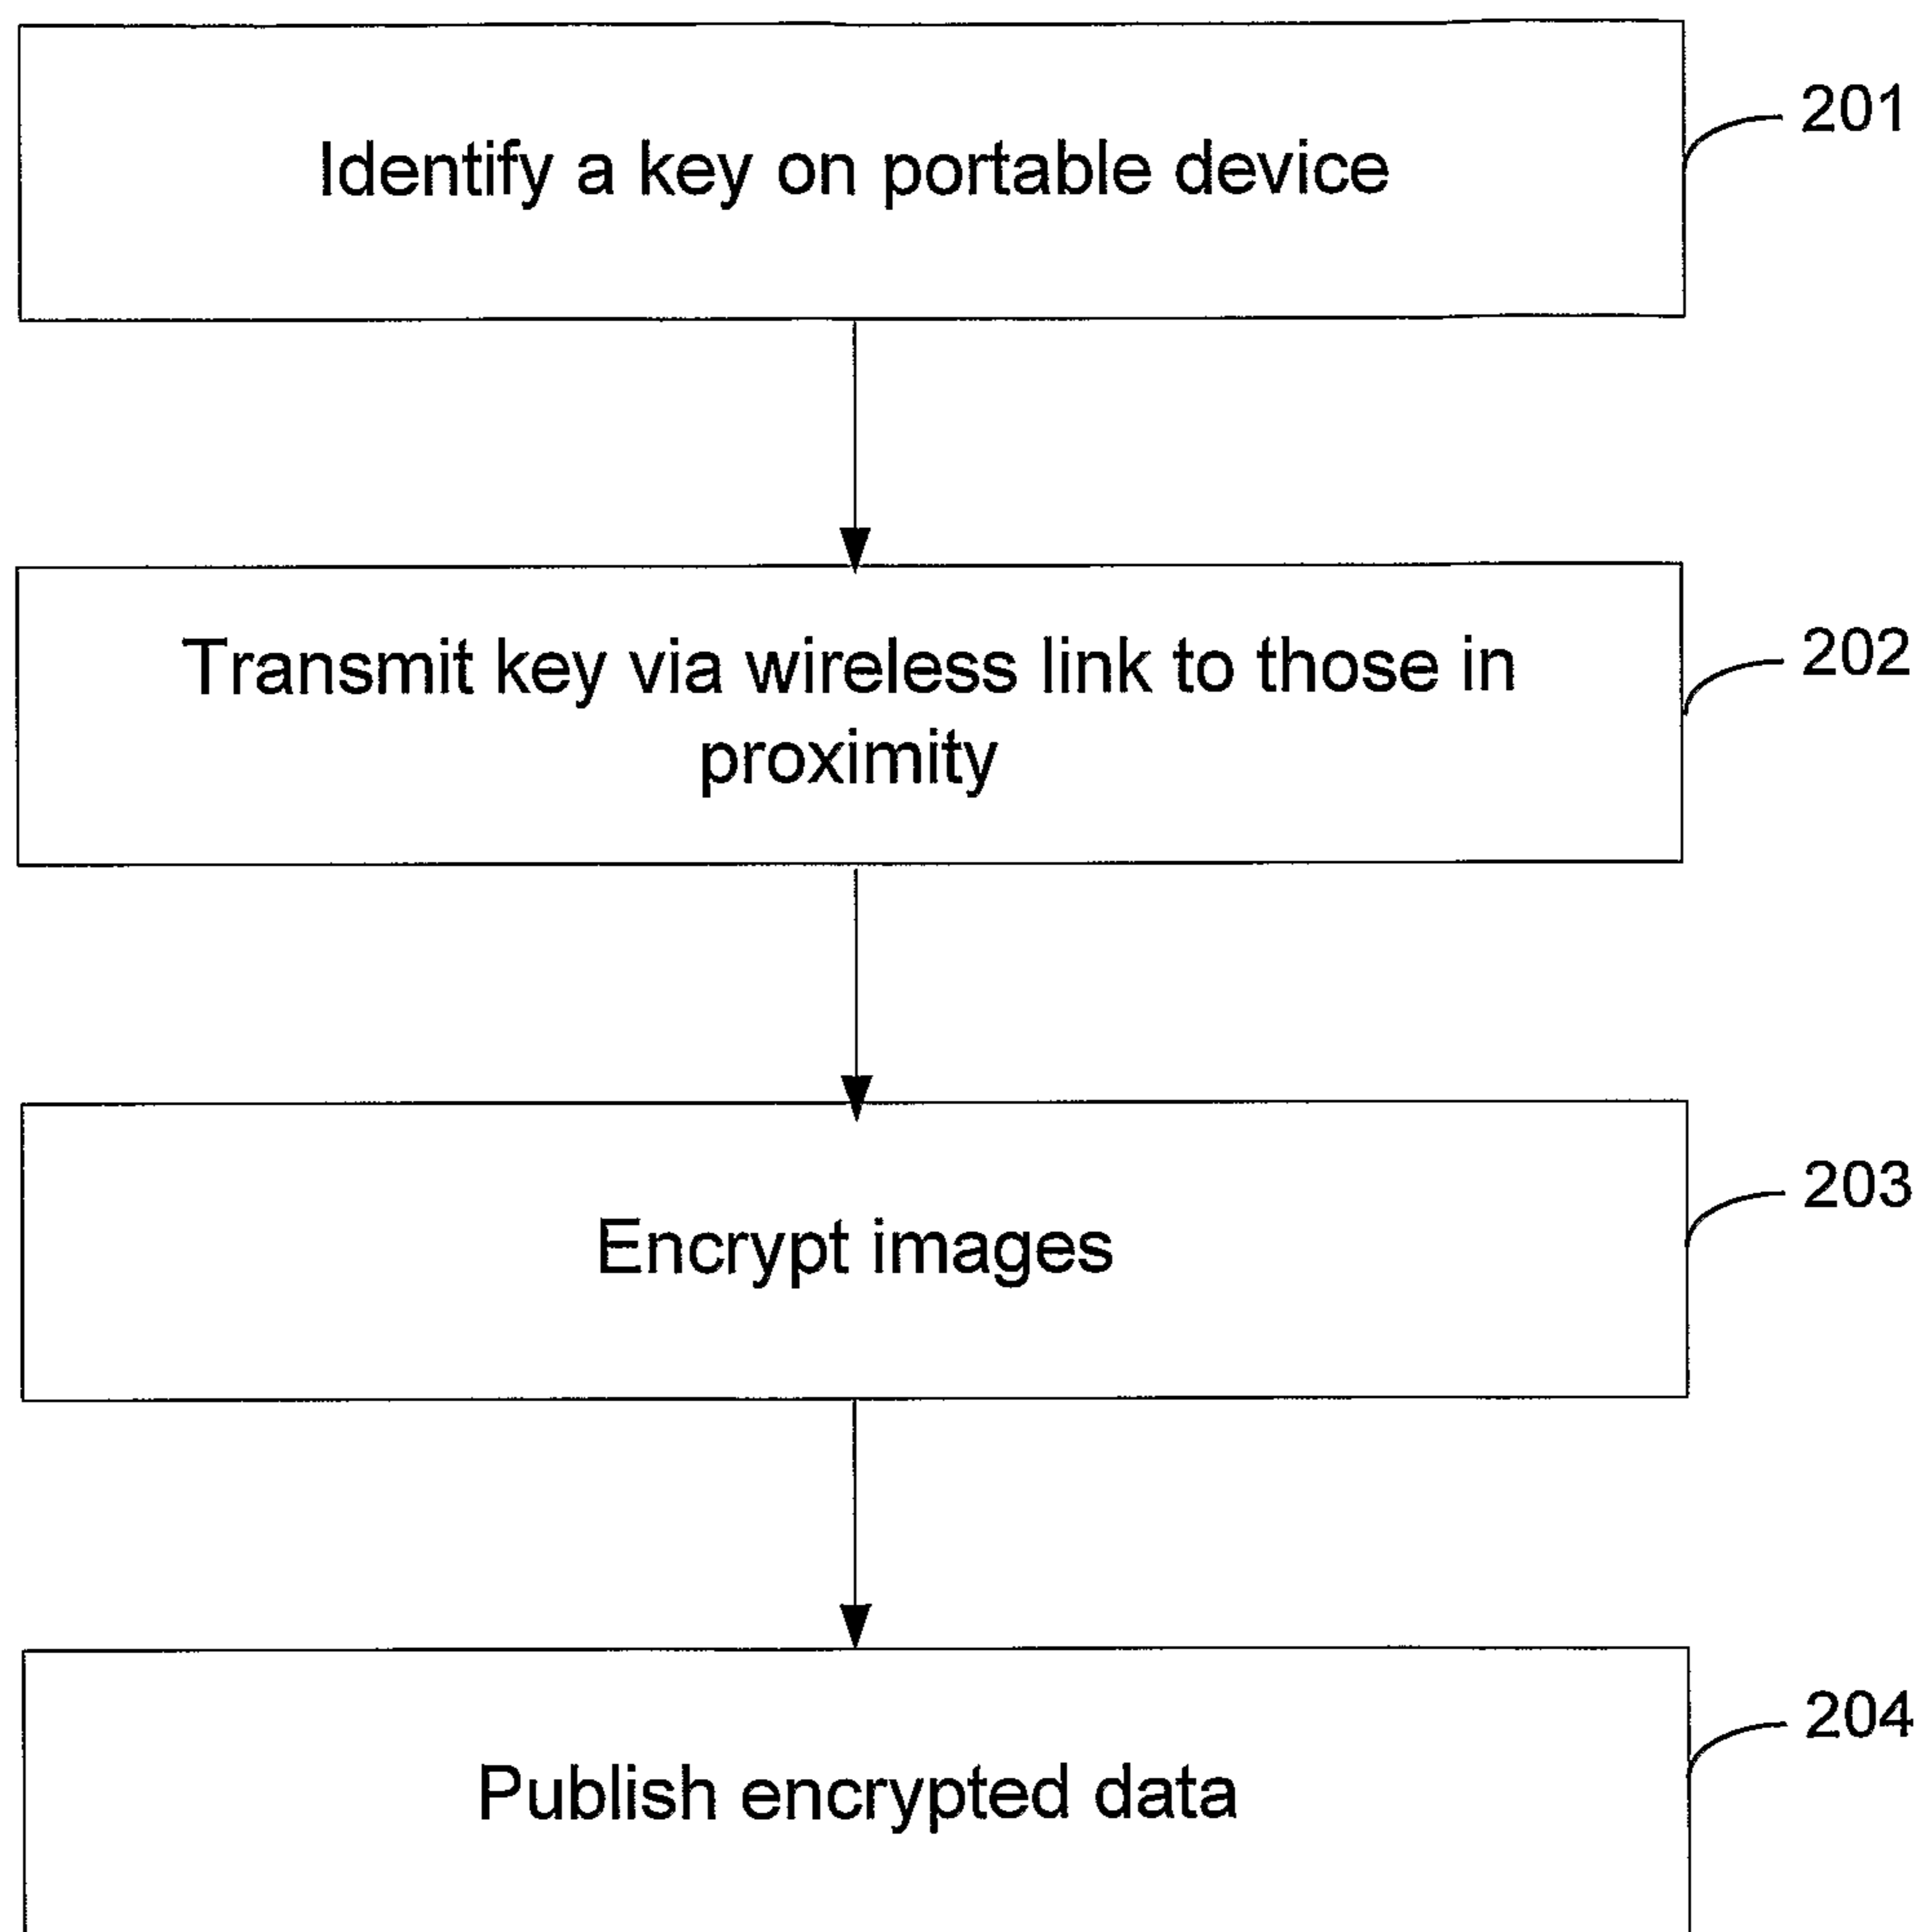 Identify a key on portable device
201
Transmit key via wireless link to those in
proximity
202
Encrypt images
203
Publish encrypted data
204